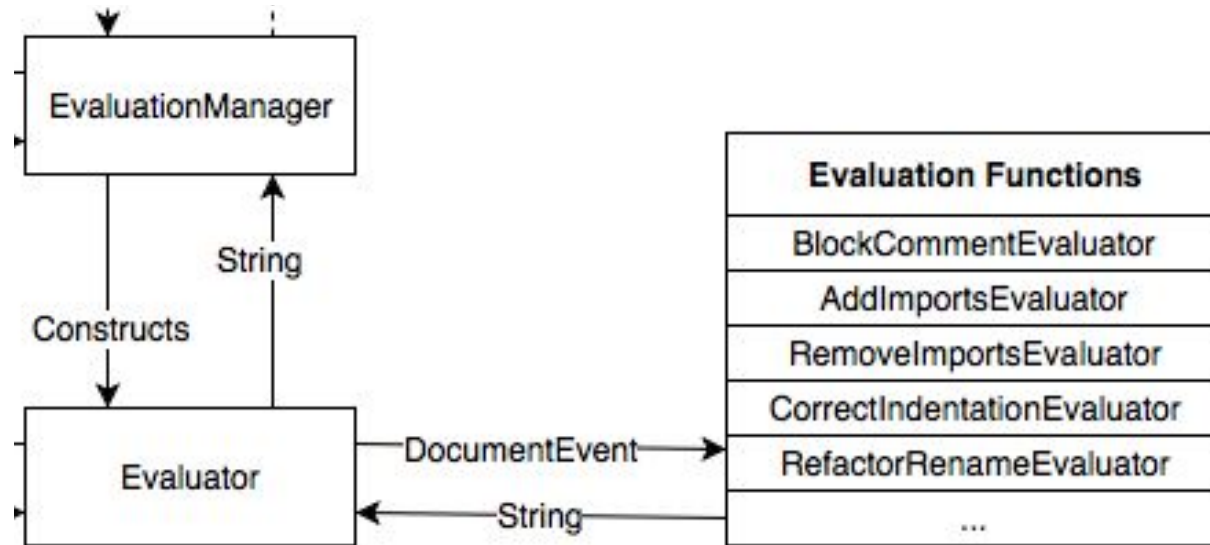 EvaluationManager
String
Constructs
Evaluator
DocumentEvent
String
Evaluation Functions
BlockCommentEvaluator
AddImportsEvaluator
RemoveImportsEvaluator
CorrectIndentationEvaluator
RefactorRenameEvaluator
...